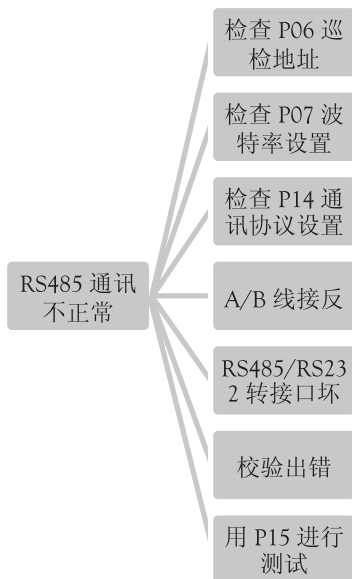 检查 P06 巡
检地址
检查 P07 波
特率设置
检查 P14 通
讯协议设置
RS485 通讯
不正常
A/B 线接反
RS485/RS23
2 转接口坏
校验出错
用 P15 进行
测试